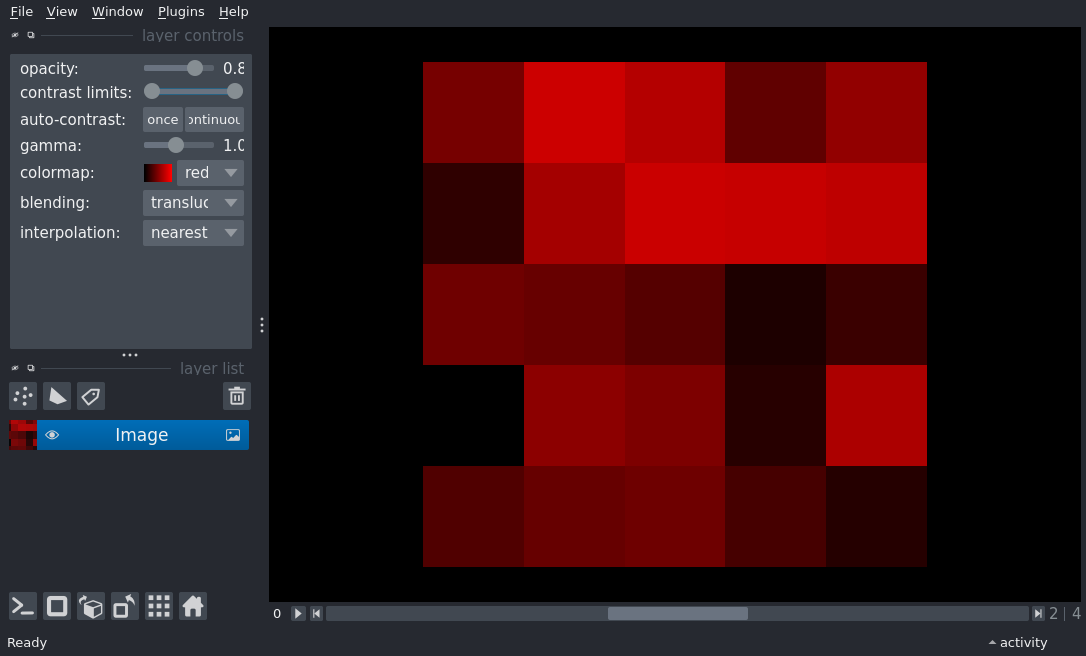 File View Window Plugins Help
layer controls
opacity: 0.8
contrast limits:
auto-contrast: once ontinuou
gamma: 1.0
colormap: red
blending: transluc
interpolation: nearest
layer list
Image
0 2 | 4
Ready activity